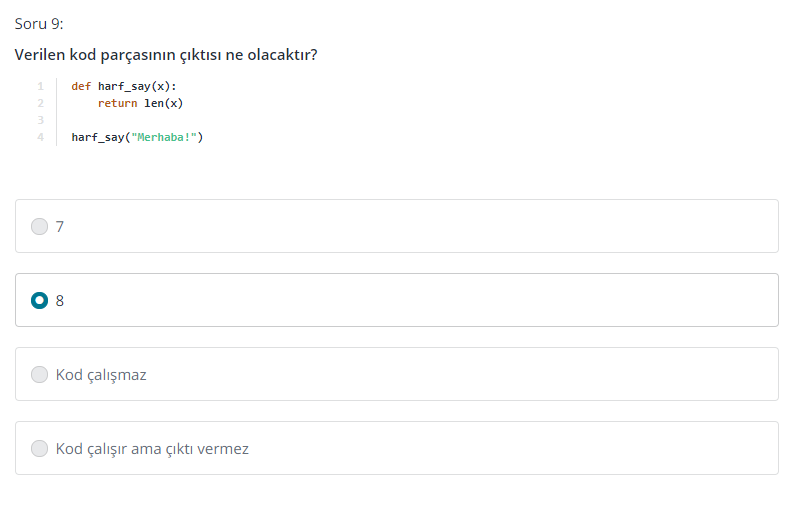 Soru 9:
Verilen kod parçasının çıktısı ne olacaktır?
1 def harf_say(x):
2     return len(x)
3
4 harf_say("Merhaba!")
7
8
Kod çalışmaz
Kod çalışır ama çıktı vermez